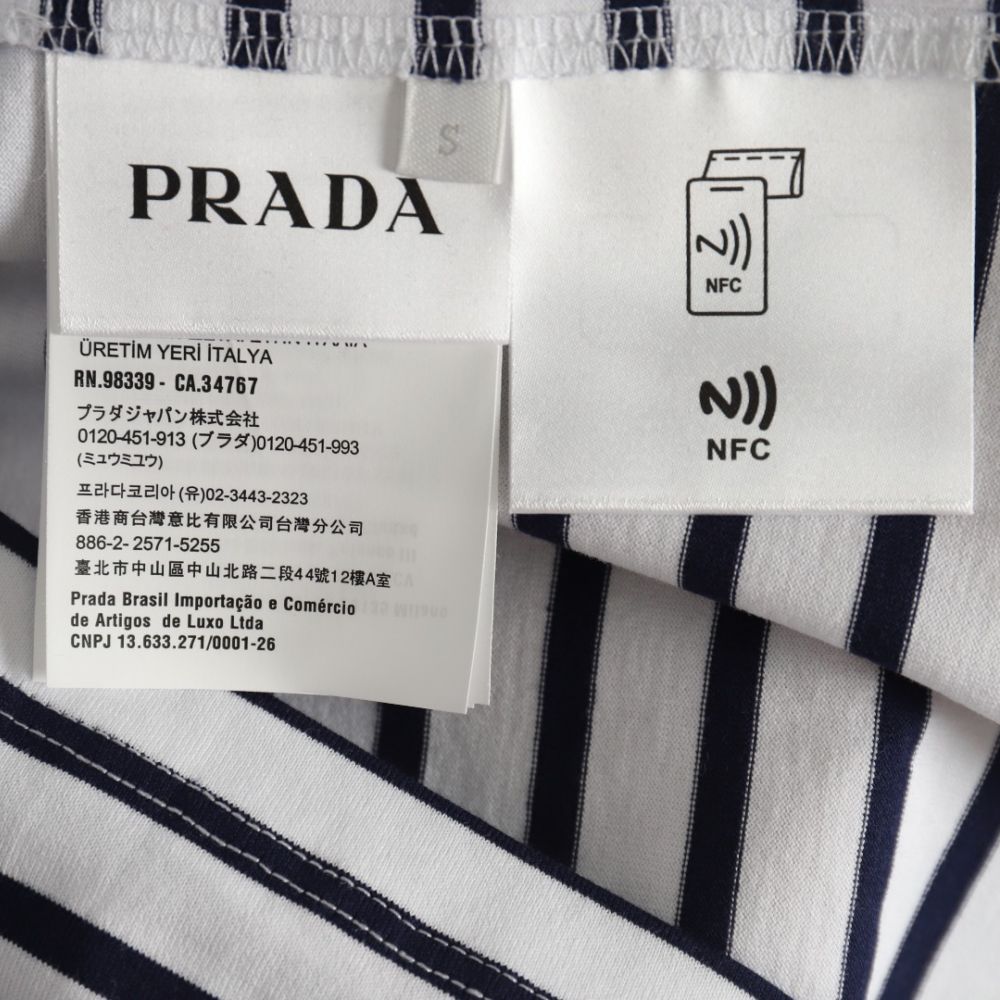 S
PRADA
NFC
NFC
ÜRETİM YERİ İTALYA
RN.98339 - CA.34767
プラダジャパン株式会社
0120-451-913 (プラダ)0120-451-993
(ミュウミュウ)
프라다코리아 (유)02-3443-2323
香港商台灣意比有限公司台灣分公司
886-2- 2571-5255
臺北市中山區中山北路二段44號12樓A室
Prada Brasil Importação e Comércio
de Artigos de Luxo Ltda
CNPJ 13.633.271/0001-26